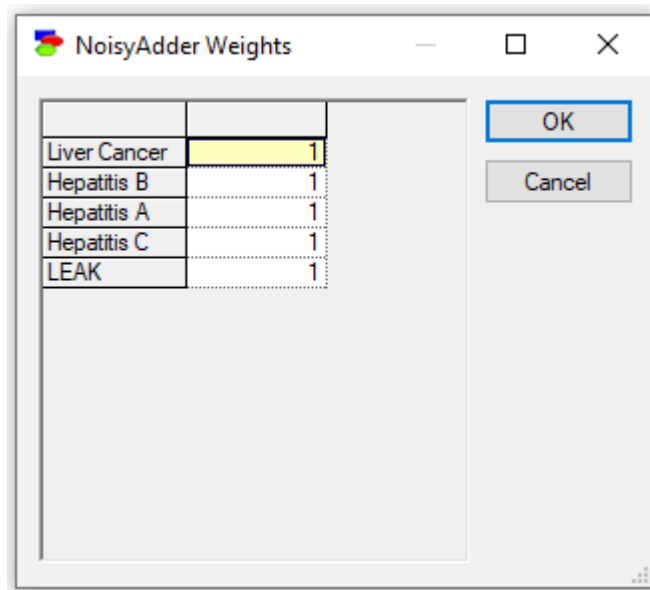 NoisyAdder Weights
Liver Cancer 1
Hepatitis B 1
Hepatitis A 1
Hepatitis C 1
LEAK 1
OK
Cancel